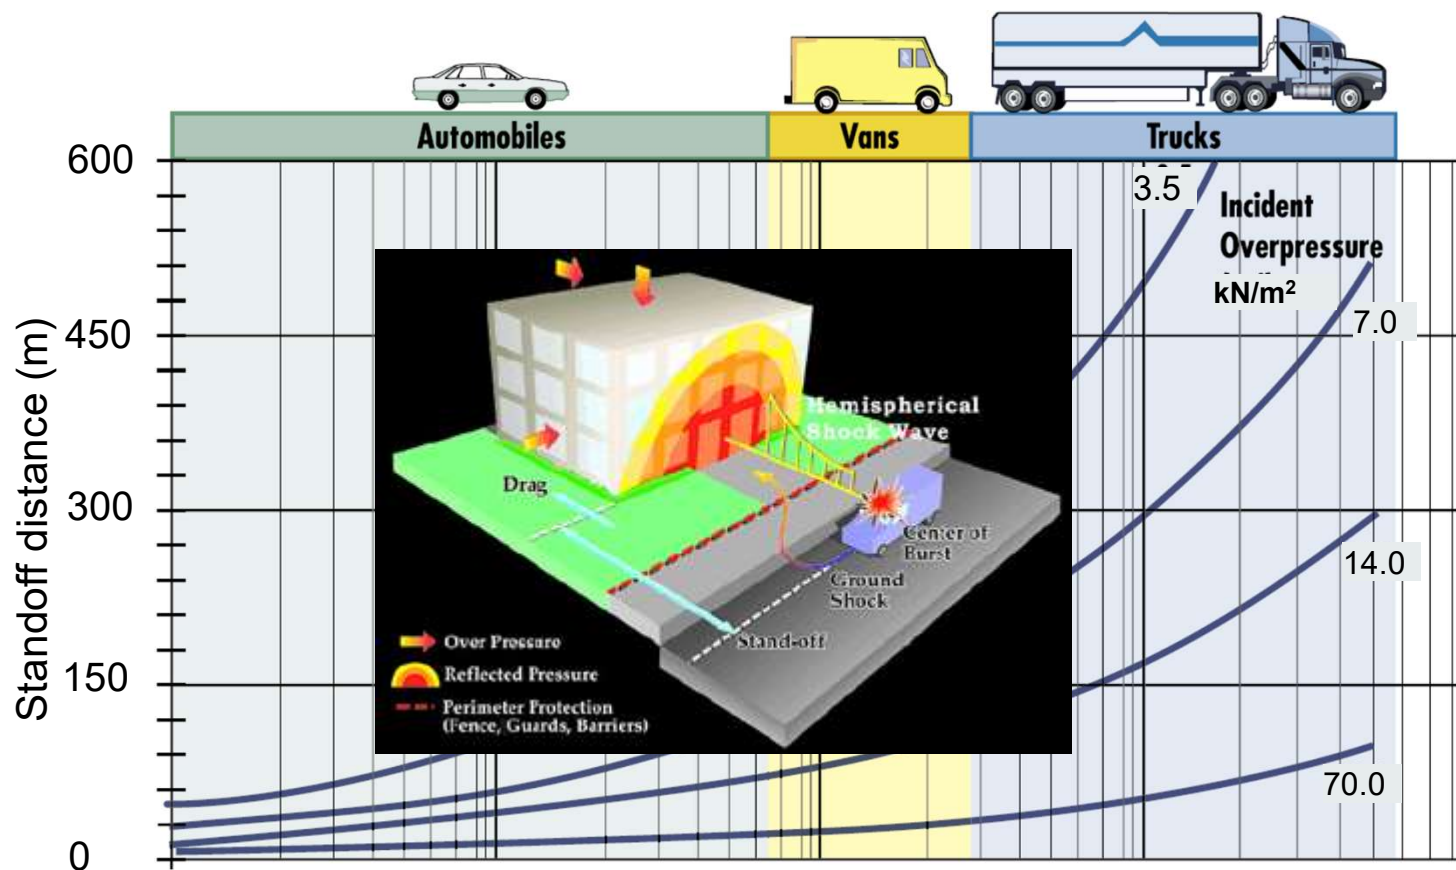 Automobiles
Vans
Trucks
600
450
300
150
0
Standoff distance (m)
3.5
Incident
Overpressure
kN/m²
7.0
14.0
70.0
Hemispherical
Shock Wave
Drag
Center of
Burst
Ground
Shock
Stand-off
Over Pressure
Reflected Pressure
Perimeter Protection
(Fence, Guards, Barriers)